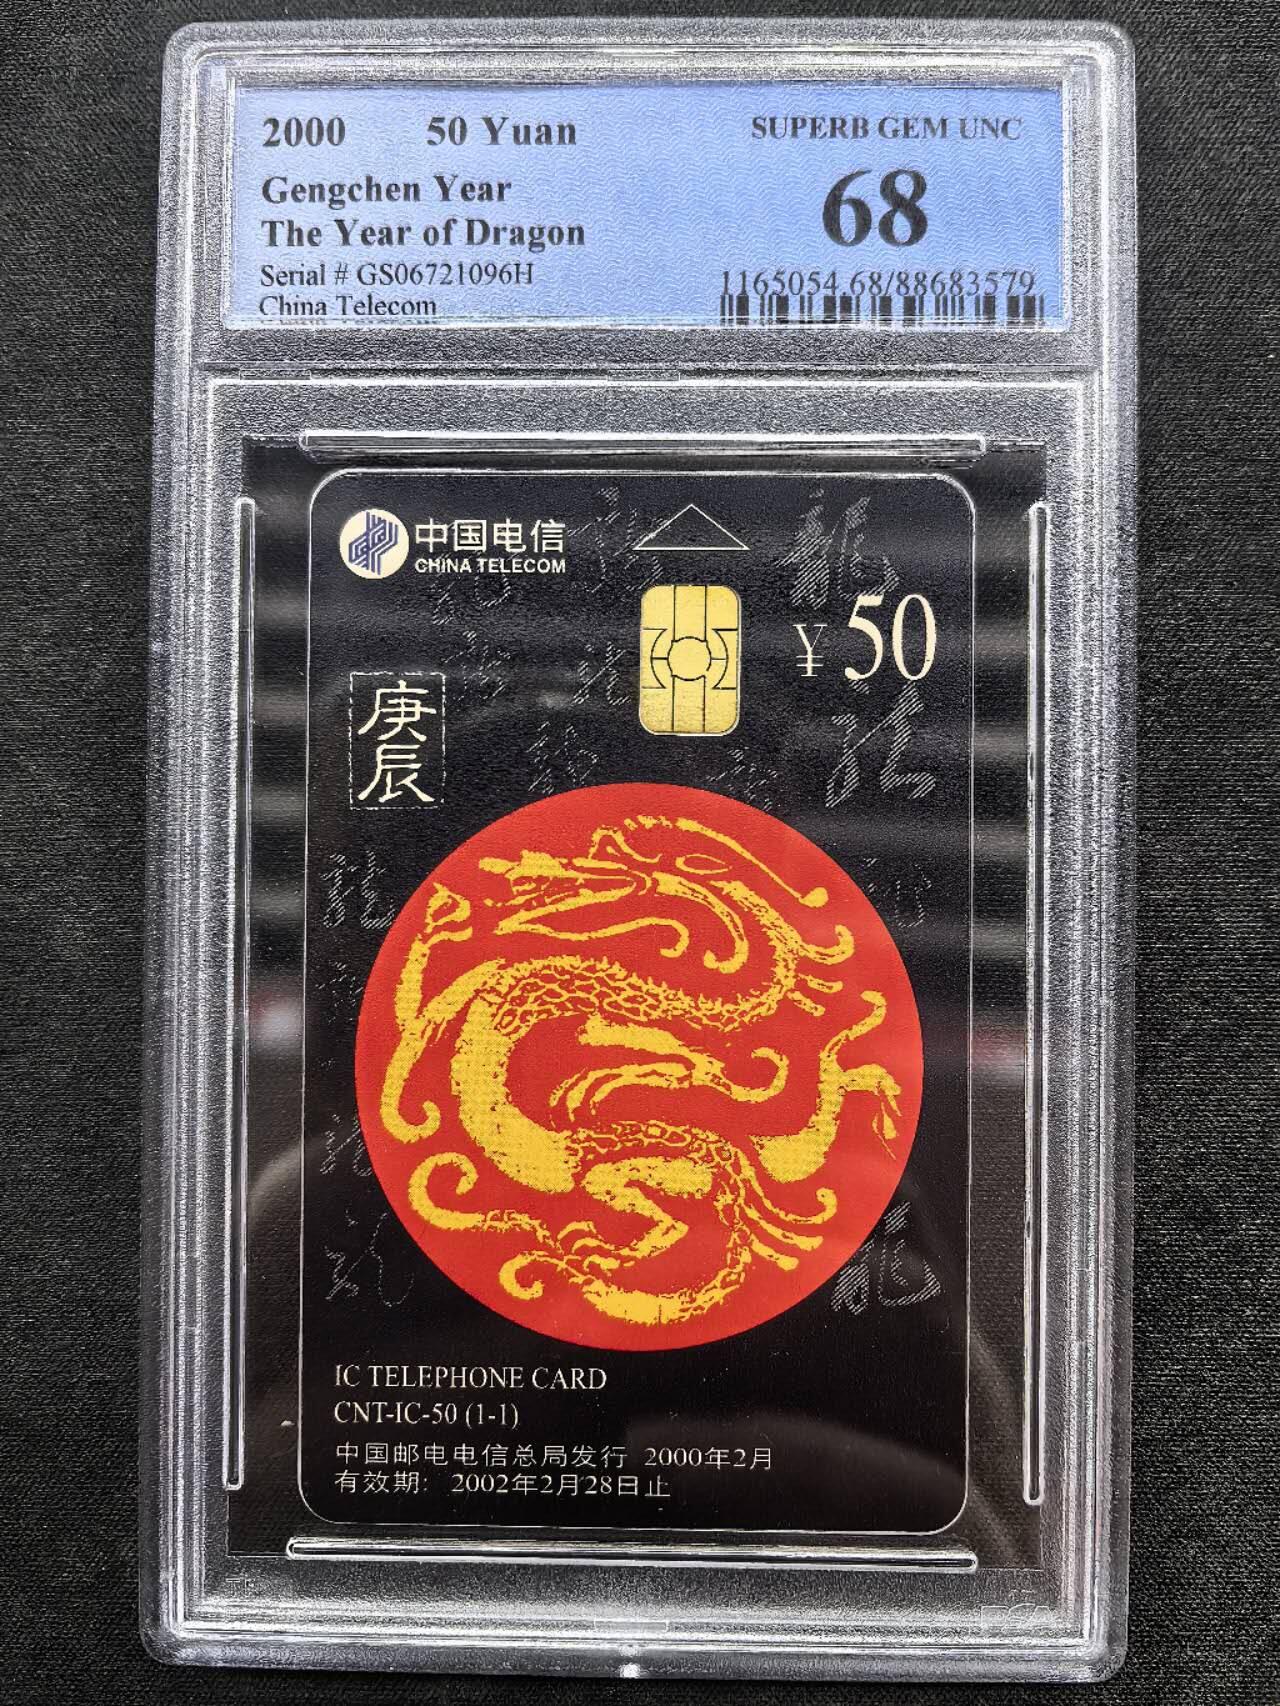 2000 50 Yuan
SUPERB GEM UNC
Gengchen Year
68
The Year of Dragon
Serial # GS06721096H
1165054.68/88683579
China Telecom
中国电信
CHINA TELECOM
龍
¥50
庚辰
龍
IC TELEPHONE CARD
CNT-IC-50 (1-1)
中国邮电电信总局发行 2000年2月
有效期: 2002年2月28日止